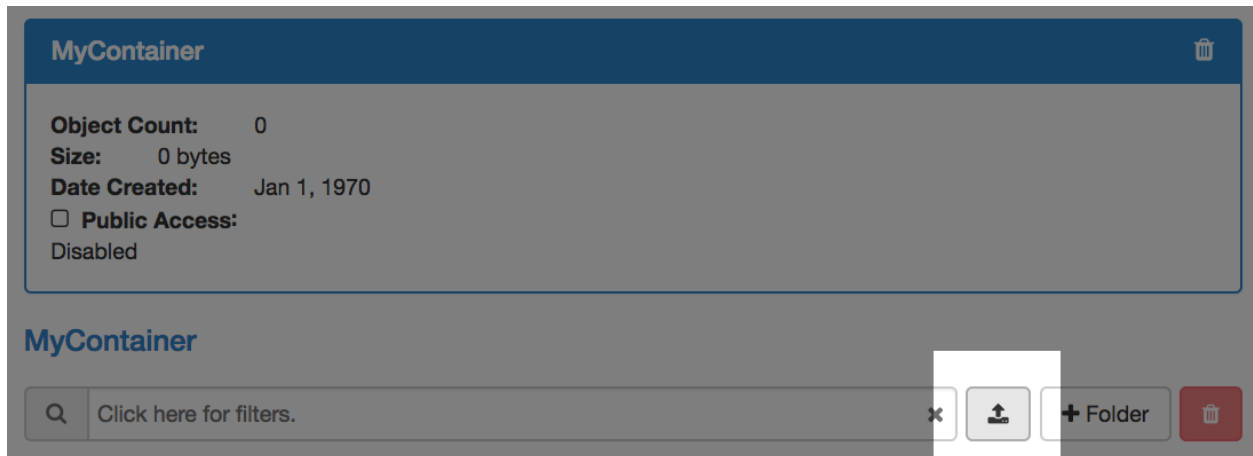 MyContainer
Object Count: 0
Size: 0 bytes
Date Created: Jan 1, 1970
Public Access:
Disabled
MyContainer
Click here for filters. + Folder